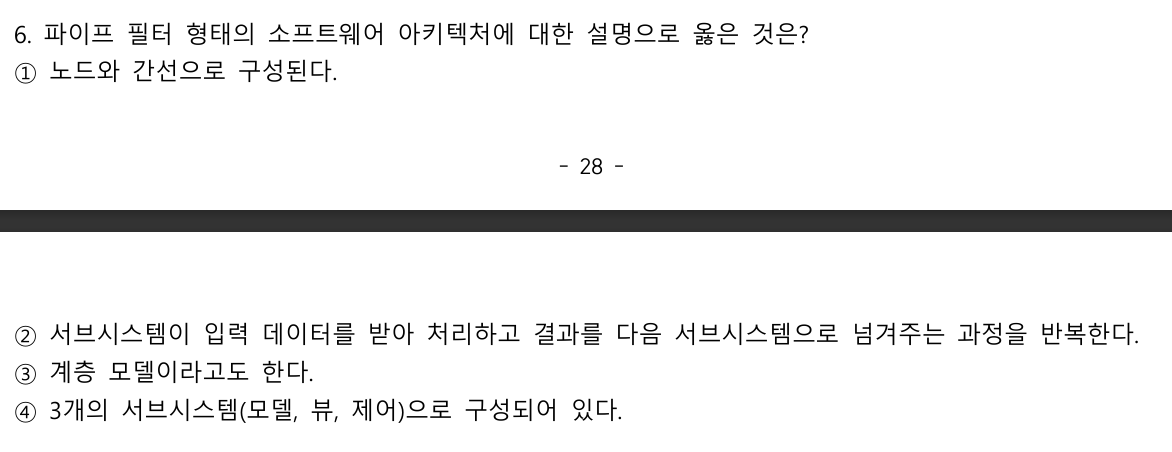 6. 파이프 필터 형태의 소프트웨어 아키텍처에 대한 설명으로 옳은 것은?
① 노드와 간선으로 구성된다.
- 28 -
② 서브시스템이 입력 데이터를 받아 처리하고 결과를 다음 서브시스템으로 넘겨주는 과정을 반복한다.
③ 계층 모델이라고도 한다.
④ 3개의 서브시스템(모델, 뷰, 제어)으로 구성되어 있다.